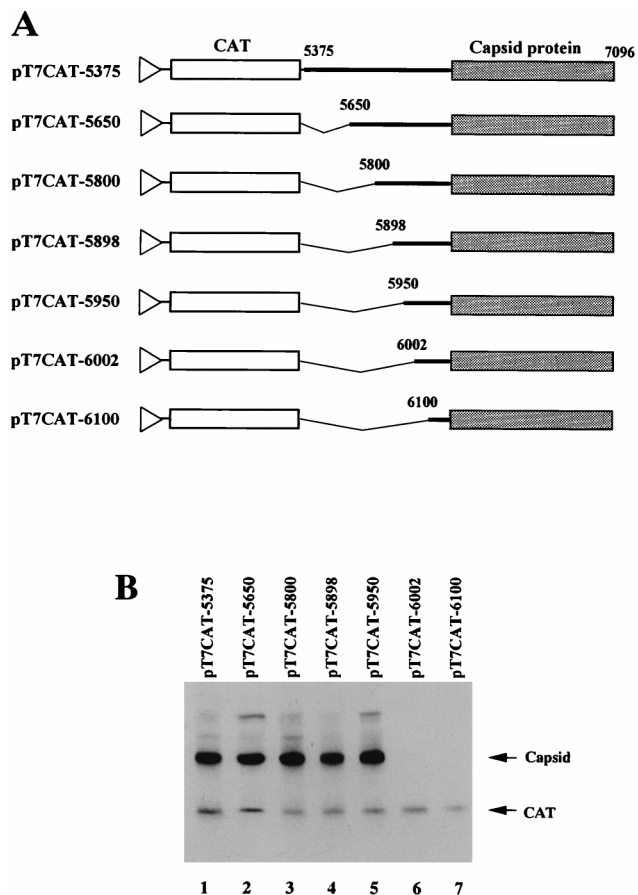 A
CAT
5375
Capsid protein
7096
pT7CAT-5375
5650
pT7CAT-5650
5800
pT7CAT-5800
5898
pT7CAT-5898
5950
pT7CAT-5950
6002
pT7CAT-6002
6100
pT7CAT-6100
B
pT7CAT-5375
pT7CAT-5650
pT7CAT-5800
pT7CAT-5898
pT7CAT-5950
pT7CAT-6002
pT7CAT-6100
Capsid
CAT
1 2 3 4 5 6 7